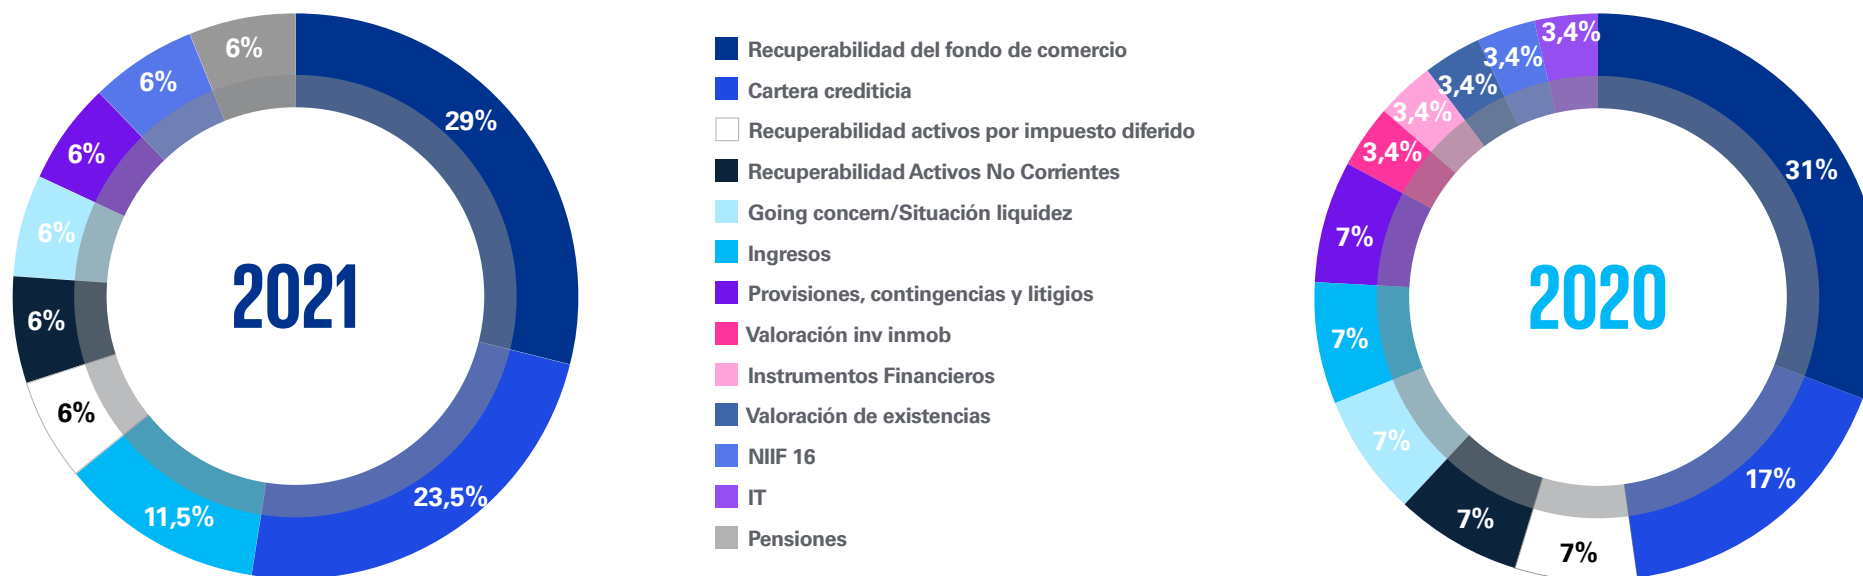 6%
6%
6%
6%
6%
6%
11,5%
23,5%
29%
2021
Recuperabilidad del fondo de comercio
Cartera crediticia
Recuperabilidad activos por impuesto diferido
Recuperabilidad Activos No Corrientes
Going concern/Situación liquidez
Ingresos
Provisiones, contingencias y litigios
Valoración inv inmob
Instrumentos Financieros
Valoración de existencias
NIIF 16
IT
Pensiones
3,4%
3,4%
3,4%
3,4%
3,4%
7%
7%
7%
7%
7%
17%
31%
2020